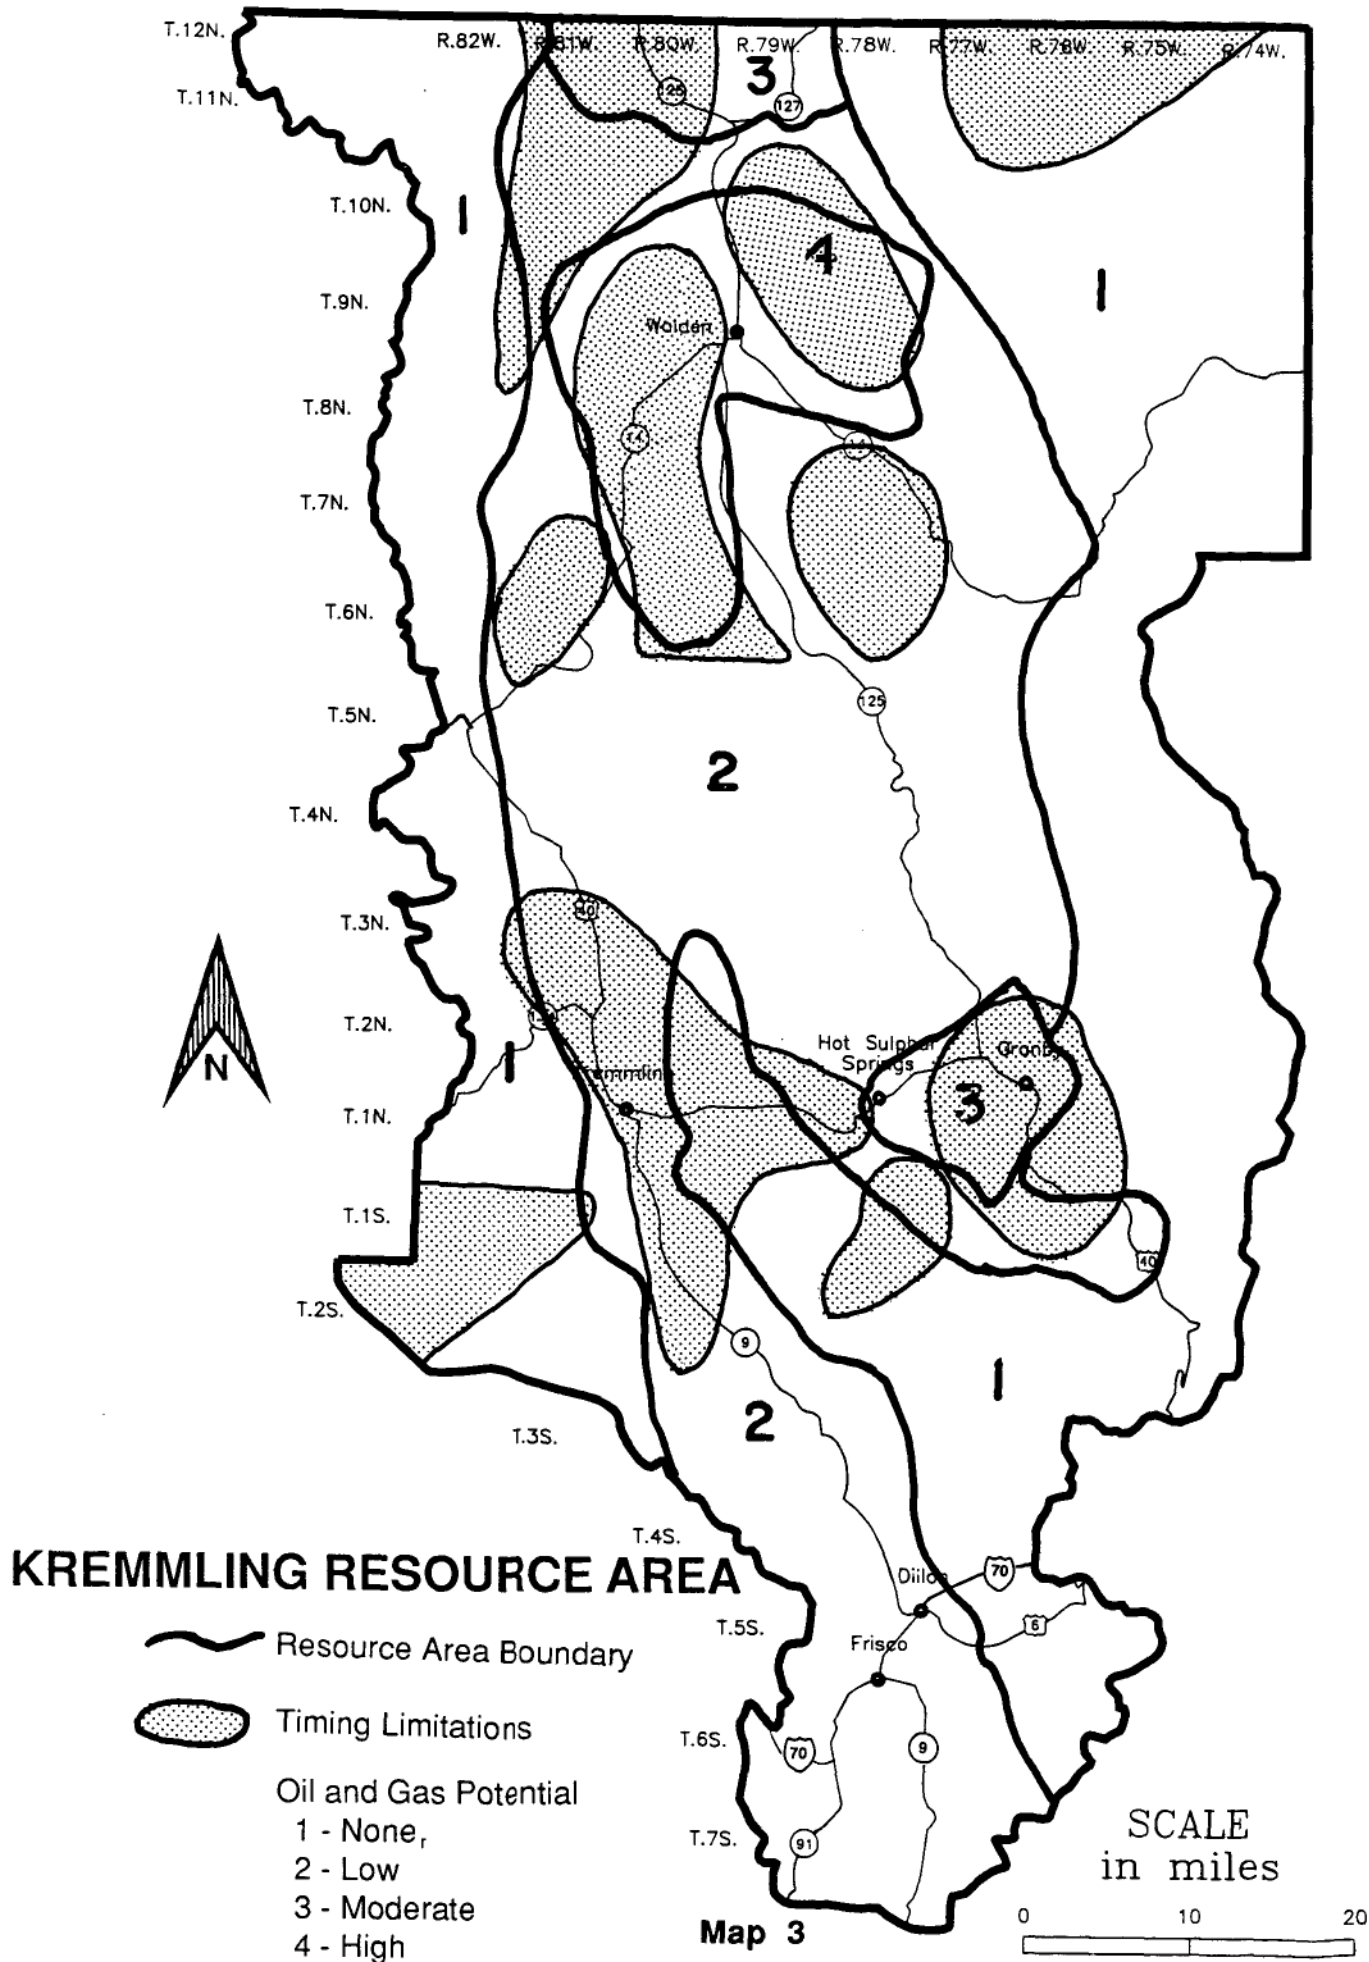 T.12N.
R.82W. R.81W. R.80W. R.79W. R.78W. R.77W. R.76W. R.75W. R.74W.
3
T.11N.
125
127
T.10N.
1
4
1
T.9N.
Walden
T.8N.
14
14
T.7N.
T.6N.
T.5N.
125
2
T.4N.
T.3N.
40
T.2N.
Hot Sulphur
Springs
Granby
N
1
Kremmling
3
T.1N.
T.1S.
40
T.2S.
9
1
2
T.3S.
T.4S.
KREMMLING RESOURCE AREA
Dillon
70
T.5S.
6
Frisco
Resource Area Boundary
Timing Limitations
T.6S.
70
9
Oil and Gas Potential
1 - None
2 - Low
3 - Moderate
4 - High
T.7S.
91
SCALE
in miles
0 10 20
Map 3